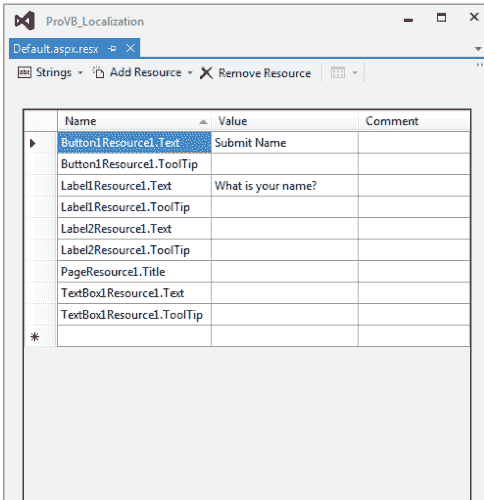 ProVB_Localization
Default.aspx.resx
abc Strings Add Resource Remove Resource
Name Value Comment
Button1Resource1.Text Submit Name
Button1Resource1.ToolTip
Label1Resource1.Text What is your name?
Label1Resource1.ToolTip
Label2Resource1.Text
Label2Resource1.ToolTip
PageResource1.Title
TextBox1Resource1.Text
TextBox1Resource1.ToolTip